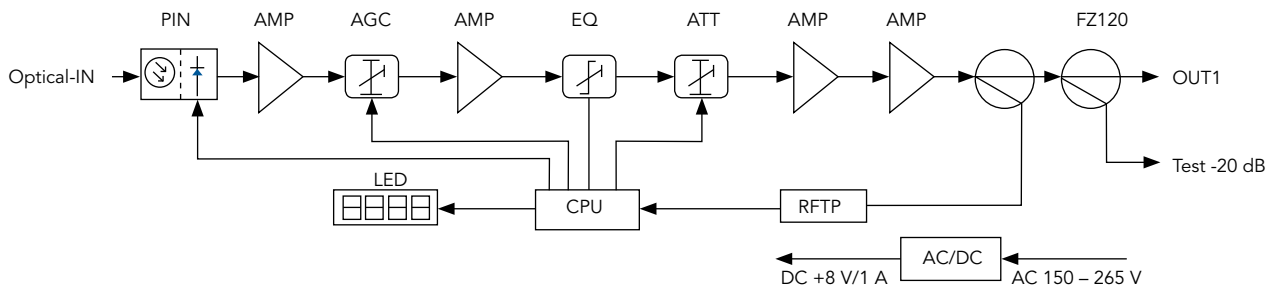 PIN AMP AGC AMP EQ ATT AMP AMP FZ120
Optical-IN
OUT1
Test -20 dB
LED
CPU
RFTP
AC/DC
DC +8 V/1 A
AC 150 – 265 V